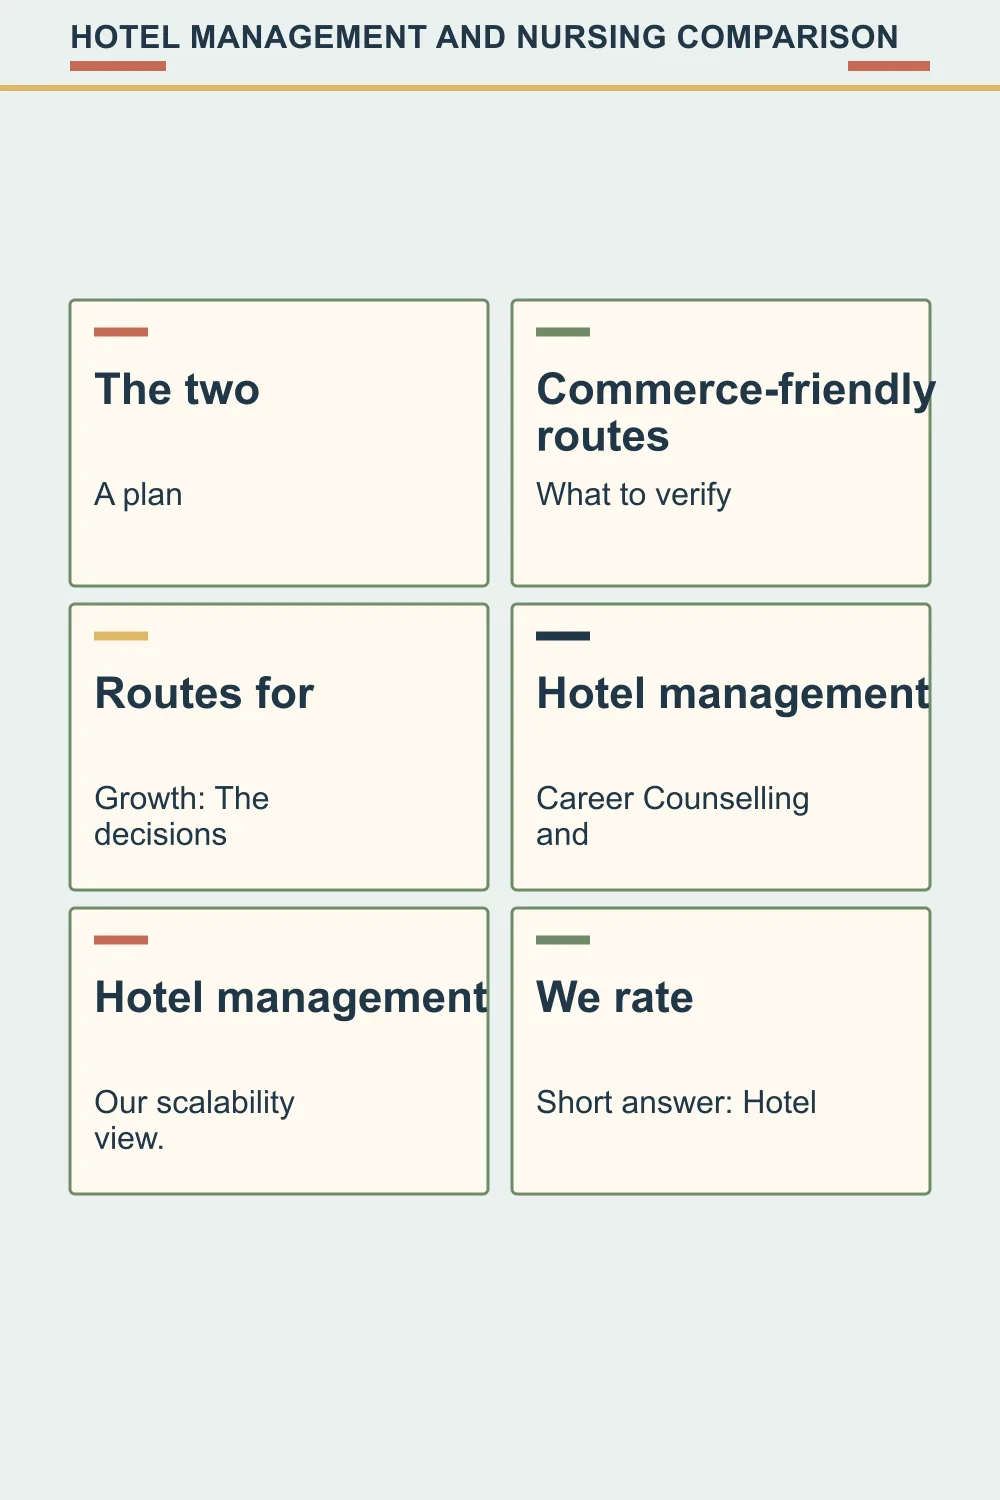 HOTEL MANAGEMENT AND NURSING COMPARISON
The two
A plan
Commerce-friendly
routes
What to verify
Routes for
Growth: The
decisions
Hotel management
Career Counselling
and
Hotel management
Our scalability
view.
We rate
Short answer: Hotel